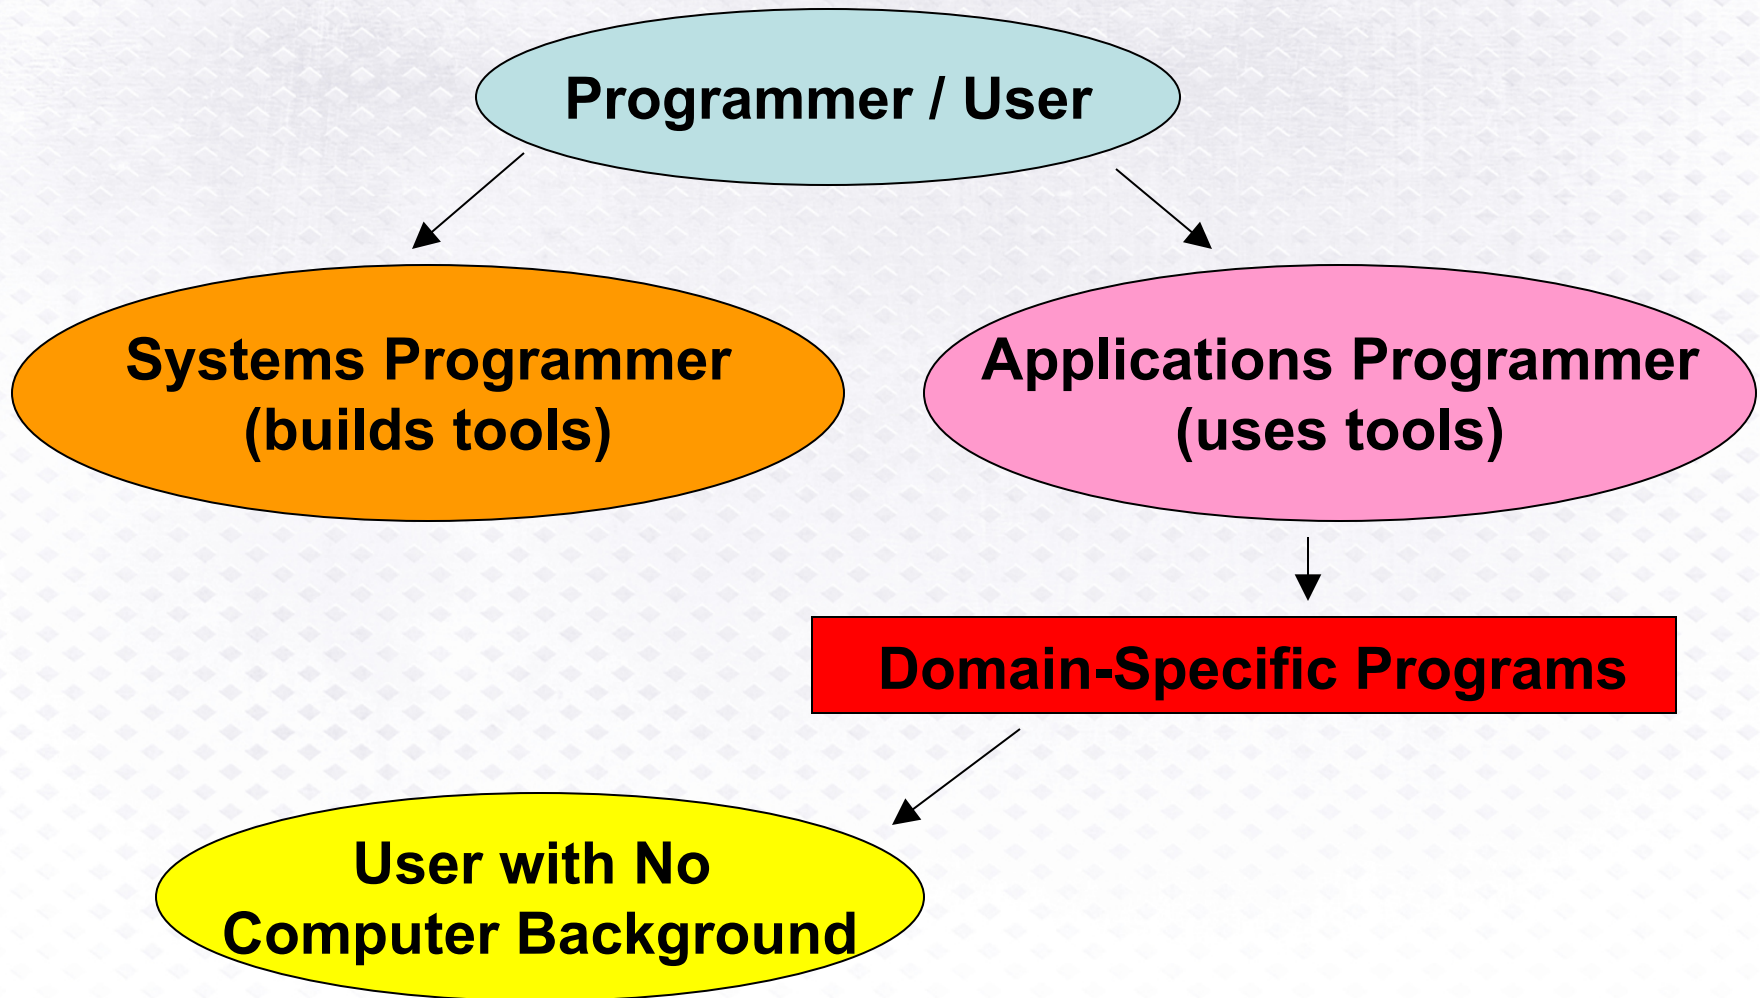 Programmer / User
Systems Programmer
(builds tools)
Applications Programmer
(uses tools)
Domain-Specific Programs
User with No
Computer Background